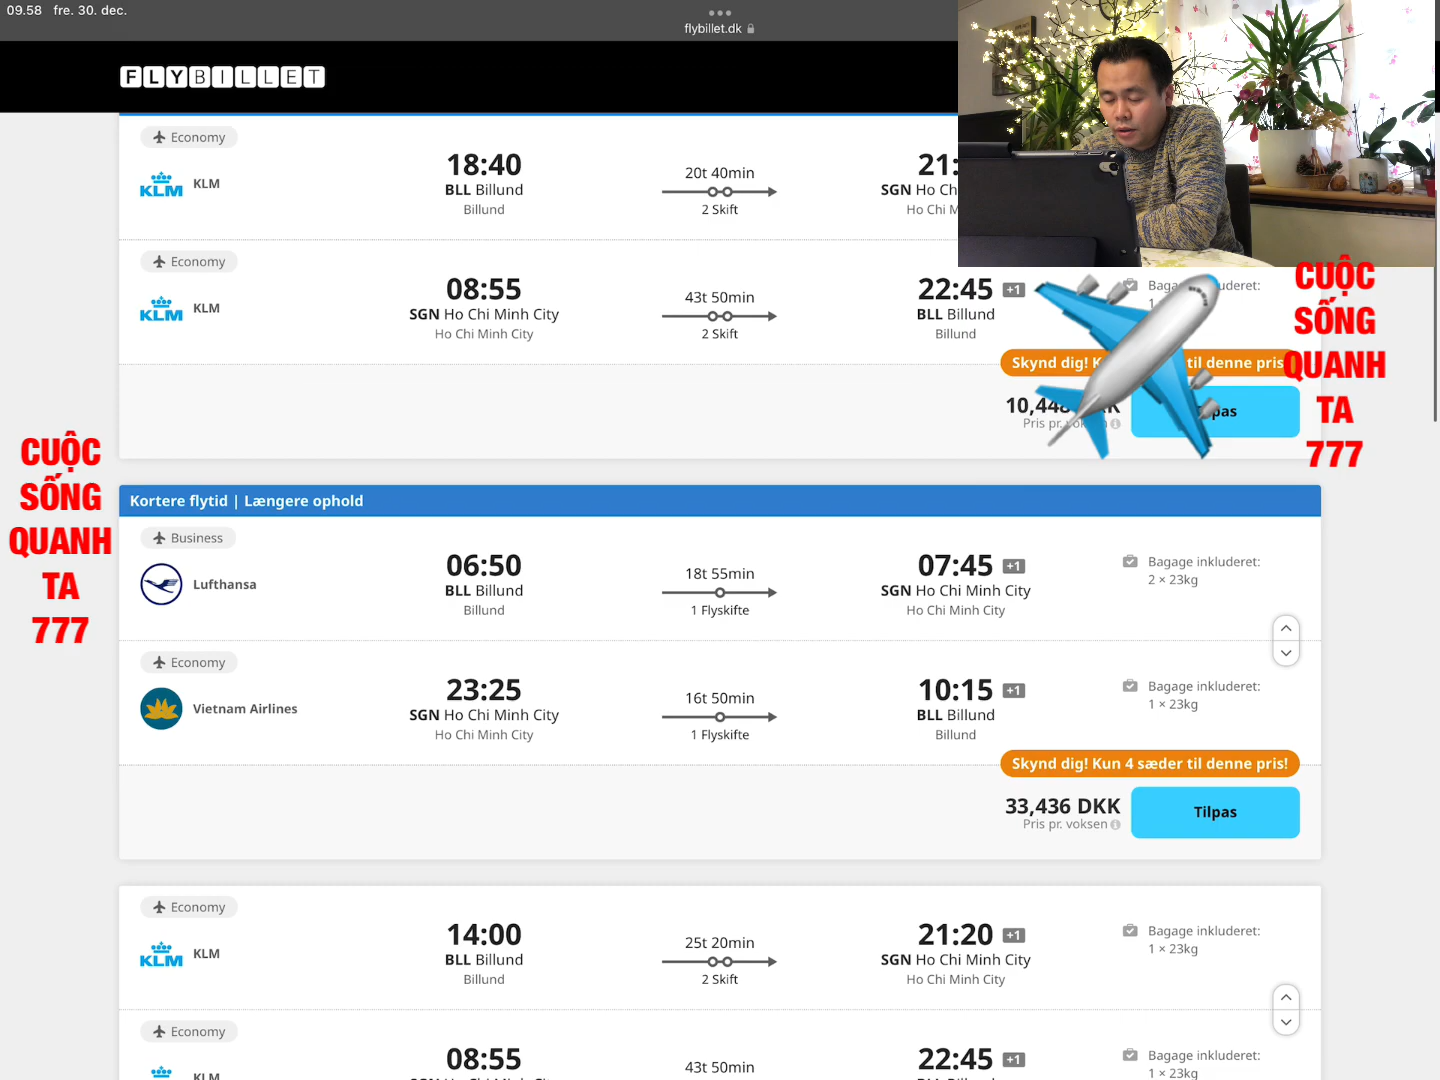 09.58 fre. 30. dec.
flybillet.dk
FLYBILLET
Economy
KLM
18:40
BLL Billund
Billund
20t 40min
2 Skift
21:
SGN Ho Ch
Ho Chi M
Economy
KLM
08:55
SGN Ho Chi Minh City
Ho Chi Minh City
43t 50min
2 Skift
22:45 +1
BLL Billund
Billund
Skynd dig! til denne pris
10,44
Pris pr.
CUỘC
SỐNG
QUANH
TA
777
CUỘC
SỐNG
QUANH
TA
777
Kortere flytid | Længere ophold
Business
Lufthansa
06:50
BLL Billund
Billund
18t 55min
1 Flyskifte
07:45 +1
SGN Ho Chi Minh City
Ho Chi Minh City
Bagage inkluderet:
2 × 23kg
Economy
Vietnam Airlines
23:25
SGN Ho Chi Minh City
Ho Chi Minh City
16t 50min
1 Flyskifte
10:15 +1
BLL Billund
Billund
Bagage inkluderet:
1 × 23kg
Skynd dig! Kun 4 sæder til denne pris!
33,436 DKK
Pris pr. voksen
Tilpas
Economy
KLM
14:00
BLL Billund
Billund
25t 20min
2 Skift
21:20 +1
SGN Ho Chi Minh City
Ho Chi Minh City
Bagage inkluderet:
1 × 23kg
Economy
KLM
08:55
43t 50min
22:45 +1
Bagage inkluderet:
1 × 23kg